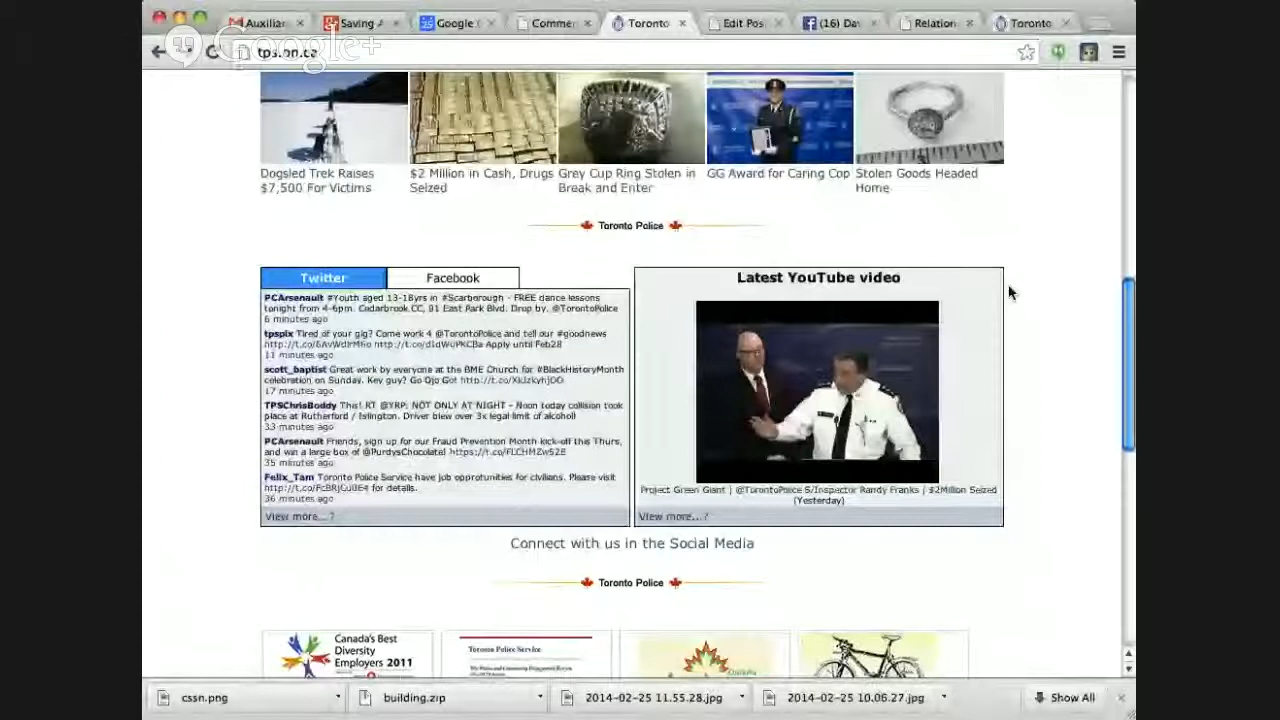 Auxiliar
Saving A
Google
Comme
Toronto
Edit Pos
(16) Da
Relation
Toronto
Google+
tps.on.ca
Dogsled Trek Raises
$7,500 For Victims
$2 Million in Cash, Drugs
Seized
Grey Cup Ring Stolen in
Break and Enter
GG Award for Caring Cop
Stolen Goods Headed
Home
Toronto Police
Twitter
Facebook
PCArsenault #Youth aged 13-18yrs in #Scarborough - FREE dance lessons
tonight from 4-6pm. Cedarbrook CC, 91 East Park Blvd. Drop by. @TorontoPolice
6 minutes ago
tpspix Tired of your gig? Come work 4 @TorontoPolice and tell our #goodnews
Apply until Feb28
11 minutes ago
scott_baptist Great work by everyone at the BME Church for #BlackHistoryMonth
celebration on Sunday. Key guy? Go Ojo Go!
17 minutes ago
TPSChrisBoddy This! RT @YRP: NOT ONLY AT NIGHT - Noon today collision took
place at Rutherford / Islington. Driver blew over 3x legal limit of alcohol
33 minutes ago
PCArsenault Friends, sign up for our Fraud Prevention Month kick-off this Thurs,
and win a large box of @PurdysChocolate!
35 minutes ago
Felix_Tam Toronto Police Service have job opprotunities for civilians. Please visit
for details.
36 minutes ago
View more...?
Latest YouTube video
Project Green Giant | @TorontoPolice S/Inspector Randy Franks | $2Million Seized
(Yesterday)
View more...?
Connect with us in the Social Media
Toronto Police
Canada's Best
Diversity
Employers 2011
Toronto Police Service
cssn.png
building.zip
2014-02-25 11.55.28.jpg
2014-02-25 10.06.27.jpg
Show All